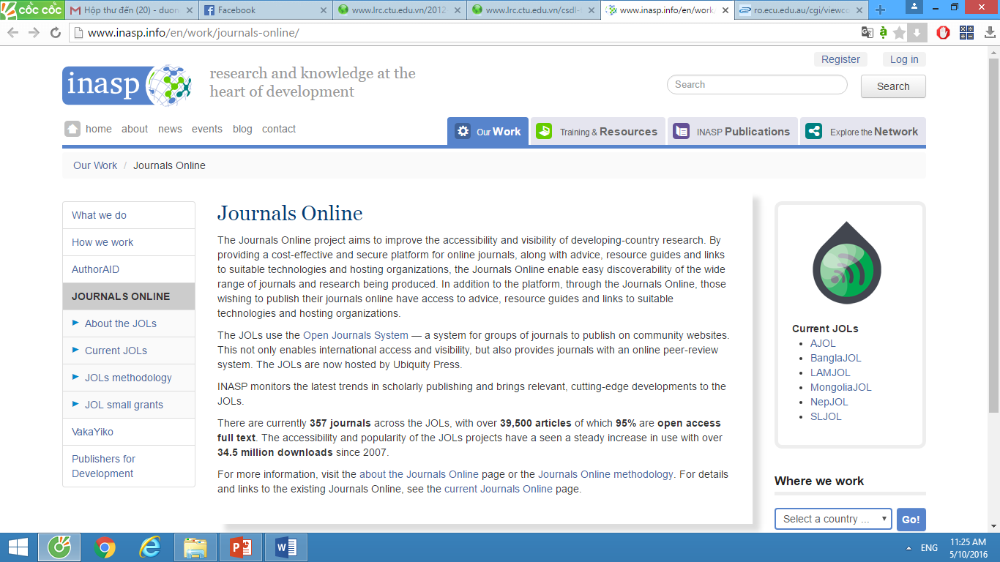 CỐC CỐC
Hộp thư đến (20) - duon
Facebook
www.lrc.ctu.edu.vn/2012
www.lrc.ctu.edu.vn/csdl-
www.inasp.info/en/work
ro.ecu.edu.au/cgi/viewco
www.inasp.info/en/work/journals-online/
Register
Log in
inasp
research and knowledge at the
heart of development
Search
Search
home
about
news
events
blog
contact
Our Work
Training & Resources
INASP Publications
Explore the Network
Our Work / Journals Online
What we do
How we work
AuthorAID
JOURNALS ONLINE
About the JOLs
Current JOLs
JOLs methodology
JOL small grants
VakaYiko
Publishers for
Development
Journals Online
The Journals Online project aims to improve the accessibility and visibility of developing-country research. By
providing a cost-effective and secure platform for online journals, along with advice, resource guides and links
to suitable technologies and hosting organizations, the Journals Online enable easy discoverability of the wide
range of journals and research being produced. In addition to the platform, through the Journals Online, those
wishing to publish their journals online have access to advice, resource guides and links to suitable
technologies and hosting organizations.
The JOLs use the Open Journals System — a system for groups of journals to publish on community websites.
This not only enables international access and visibility, but also provides journals with an online peer-review
system. The JOLs are now hosted by Ubiquity Press.
INASP monitors the latest trends in scholarly publishing and brings relevant, cutting-edge developments to the
JOLs.
There are currently 357 journals across the JOLs, with over 39,500 articles of which 95% are open access
full text. The accessibility and popularity of the JOLs projects have a seen a steady increase in use with over
34.5 million downloads since 2007.
For more information, visit the about the Journals Online page or the Journals Online methodology. For details
and links to the existing Journals Online, see the current Journals Online page.
Current JOLs
AJOL
BanglaJOL
LAMJOL
MongoliaJOL
NepJOL
SLJOL
Where we work
Select a country ...
Go!
ENG
11:25 AM
5/10/2016